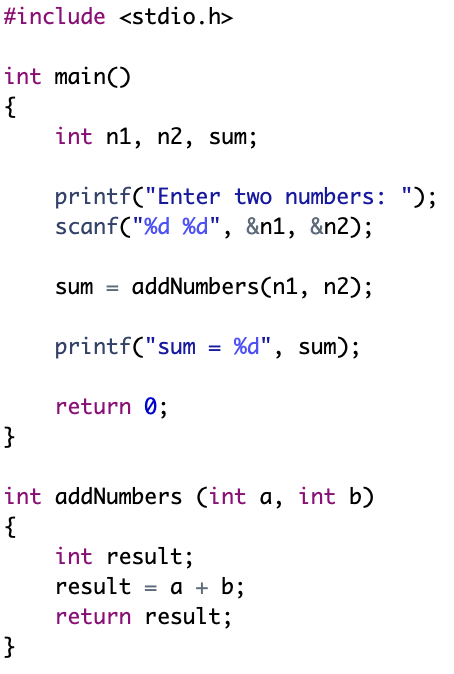 #include <stdio.h>
int main()
{
    int n1, n2, sum;
    printf("Enter two numbers: ");
    scanf("%d %d", &n1, &n2);
    sum = addNumbers(n1, n2);
    printf("sum = %d", sum);
    return 0;
}
int addNumbers (int a, int b)
{
    int result;
    result = a + b;
    return result;
}